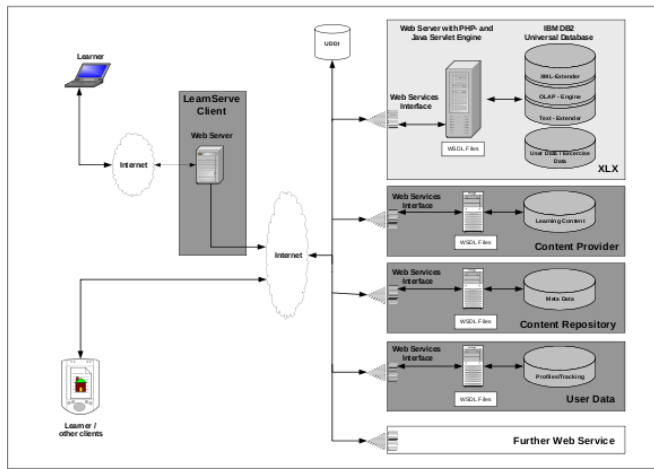 Learner
LearnServe
Client
Web Server
Internet
Internet
Learner /
other clients
UDDI
Web Server with PHP- and
Java Servlet Engine
IBM DB2
Universal Database
Web Services
Interface
WSDL Files
XML-Extender
OLAP - Engine
Text - Extender
User Data / Excercise
Data
XLX
Web Services
Interface
WSDL Files
Learning Content
Content Provider
Web Services
Interface
WSDL Files
Meta Data
Content Repository
Web Services
Interface
WSDL Files
Profiles/Tracking
User Data
Further Web Service